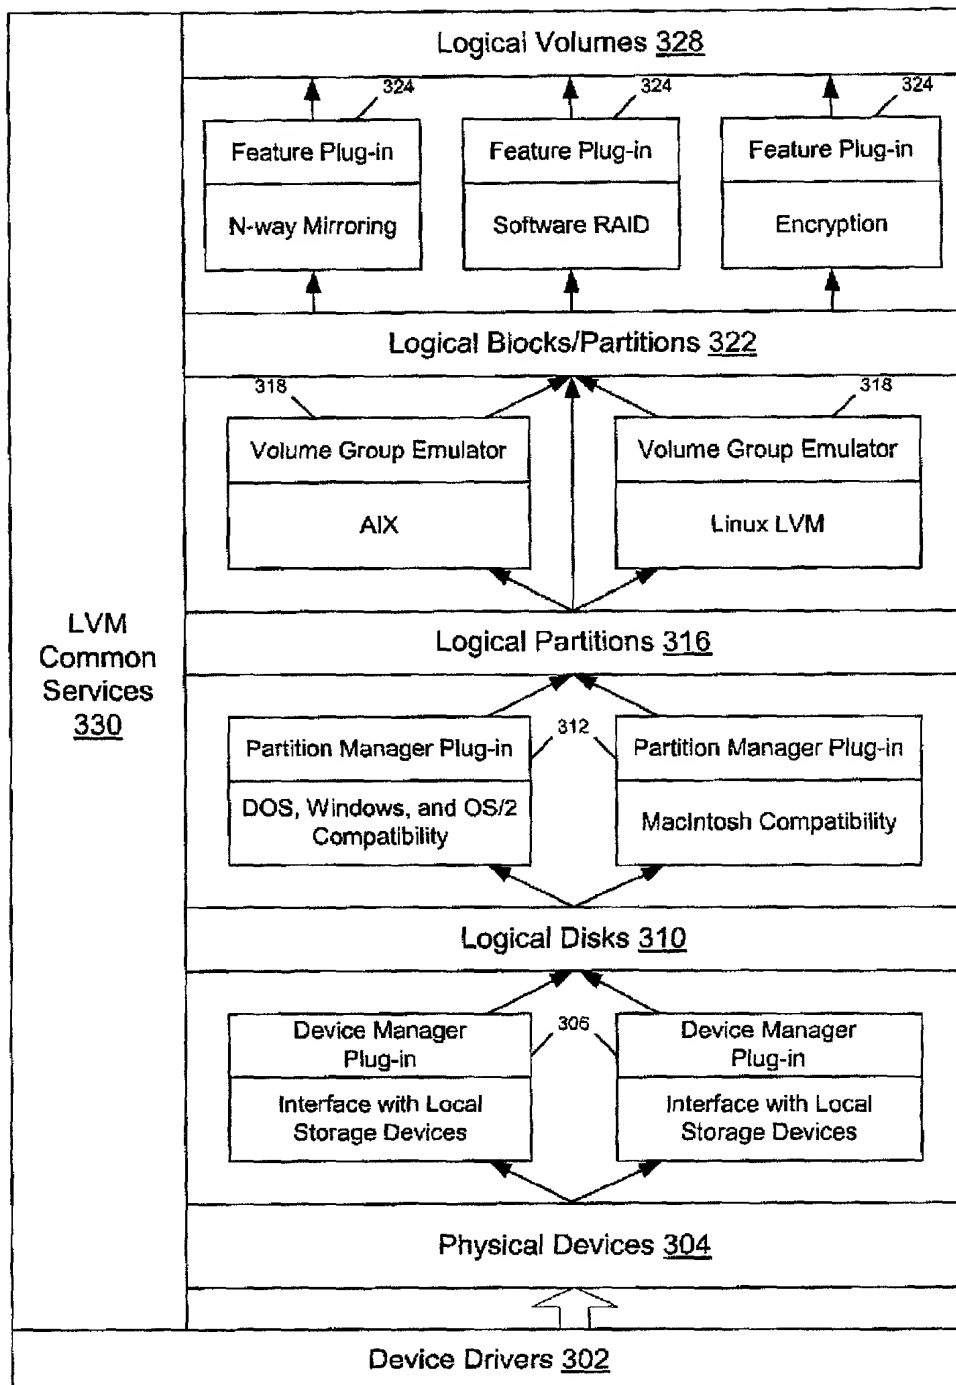 Logical Volumes 328
324
324
324
Feature Plug-in
Feature Plug-in
Feature Plug-in
N-way Mirroring
Software RAID
Encryption
Logical Blocks/Partitions 322
318
318
Volume Group Emulator
Volume Group Emulator
AIX
Linux LVM
LVM
Common
Services
330
Logical Partitions 316
Partition Manager Plug-in
312
Partition Manager Plug-in
DOS, Windows, and OS/2
Compatibility
MacIntosh Compatibility
Logical Disks 310
Device Manager
Plug-in
306
Device Manager
Plug-in
Interface with Local
Storage Devices
Interface with Local
Storage Devices
Physical Devices 304
Device Drivers 302